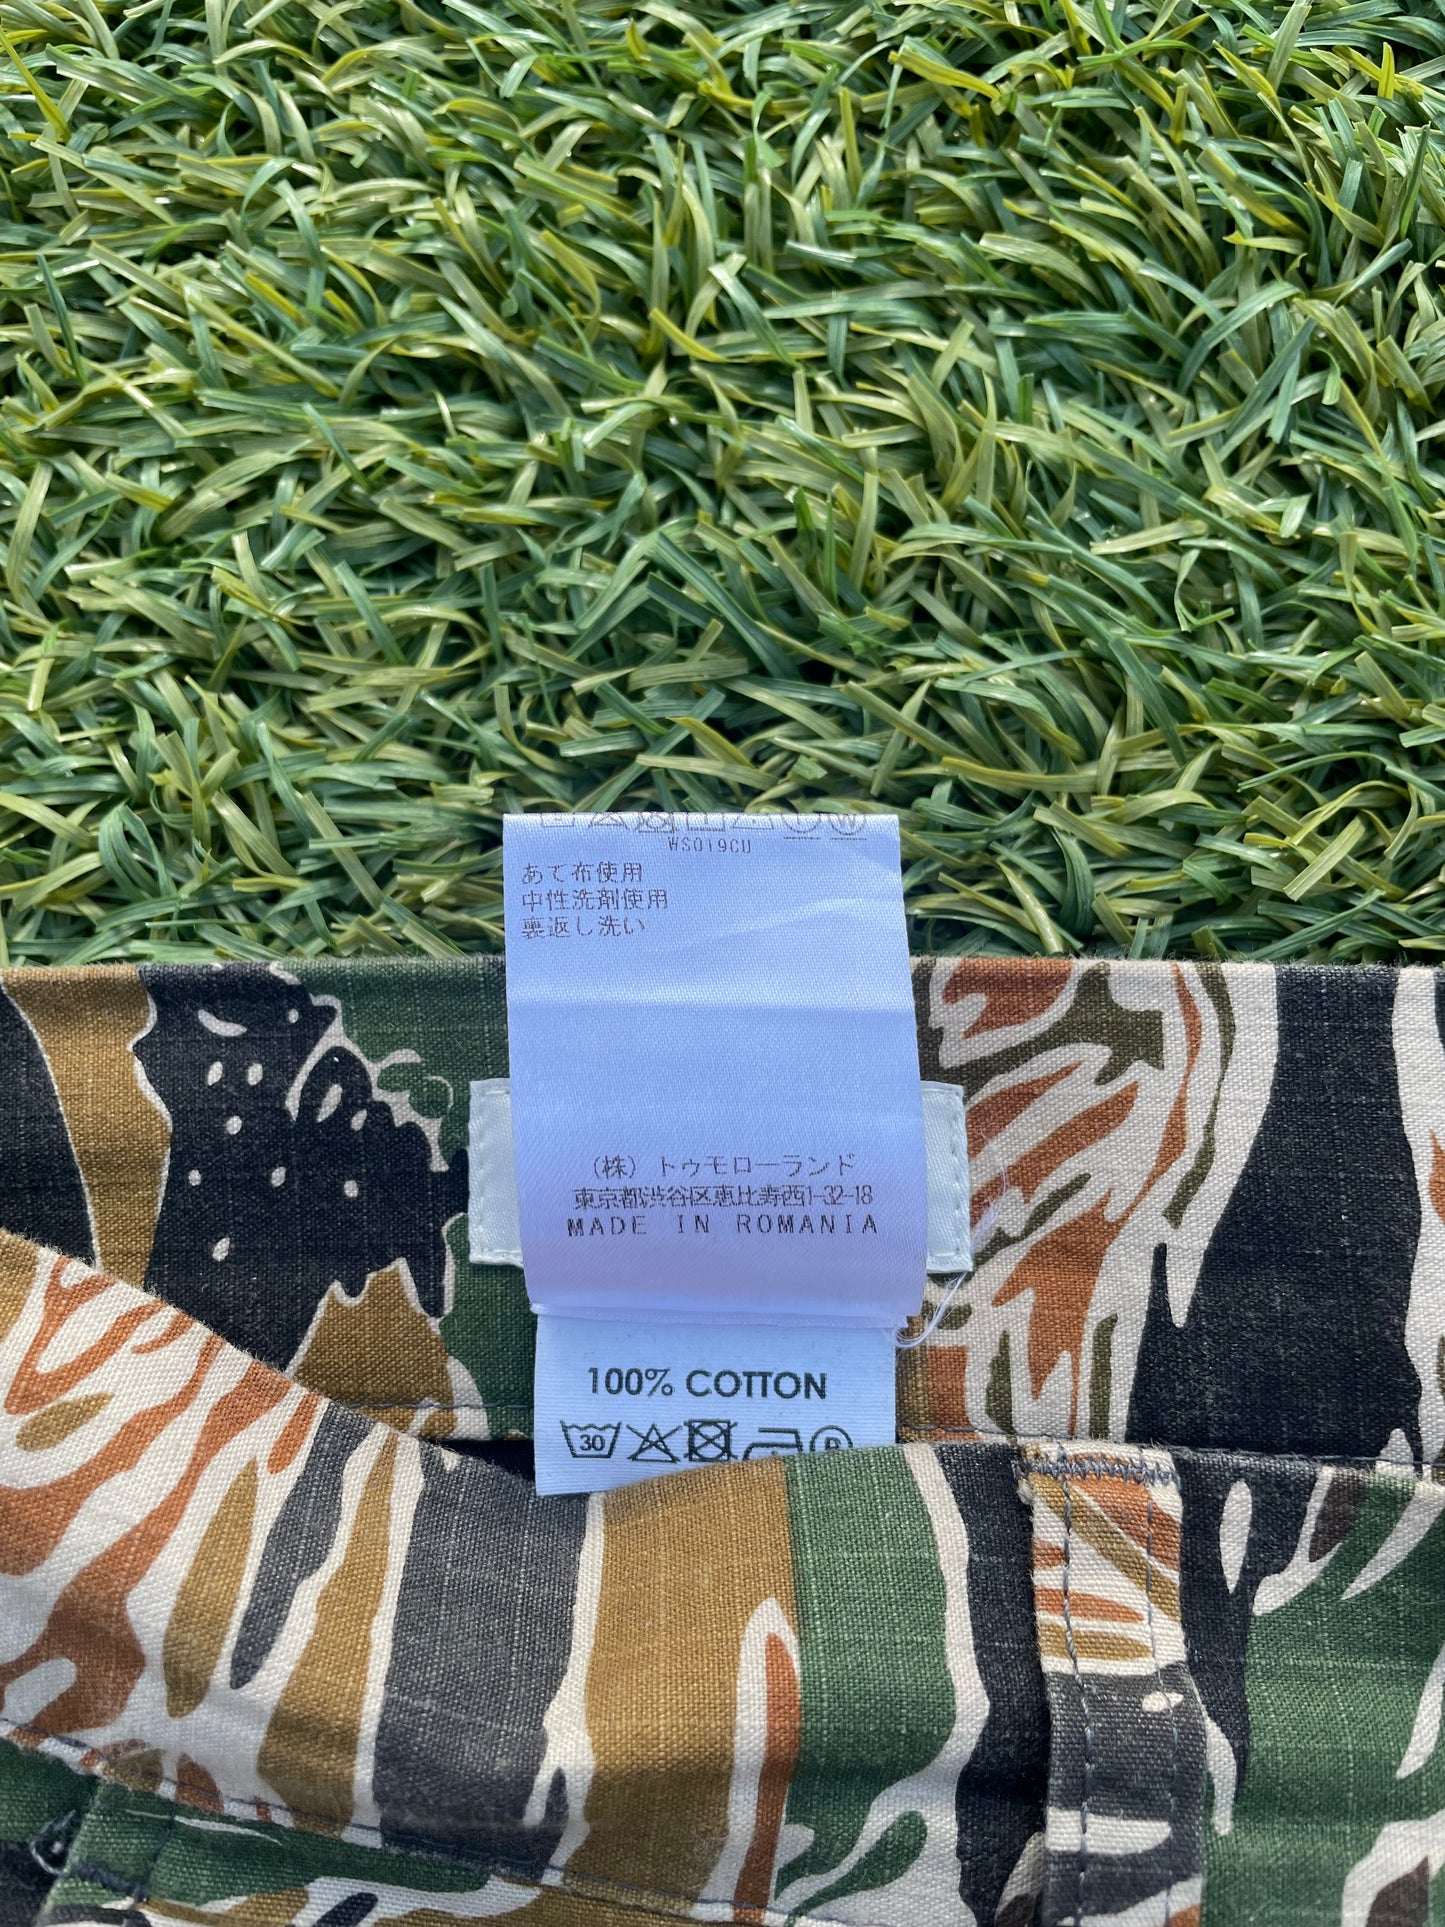 WS019CU
あて布使用
中性洗剤使用
裏返し洗い
(株)トゥモローランド
東京都渋谷区恵比寿西1-32-18
MADE IN ROMANIA
100% COTTON
30 P